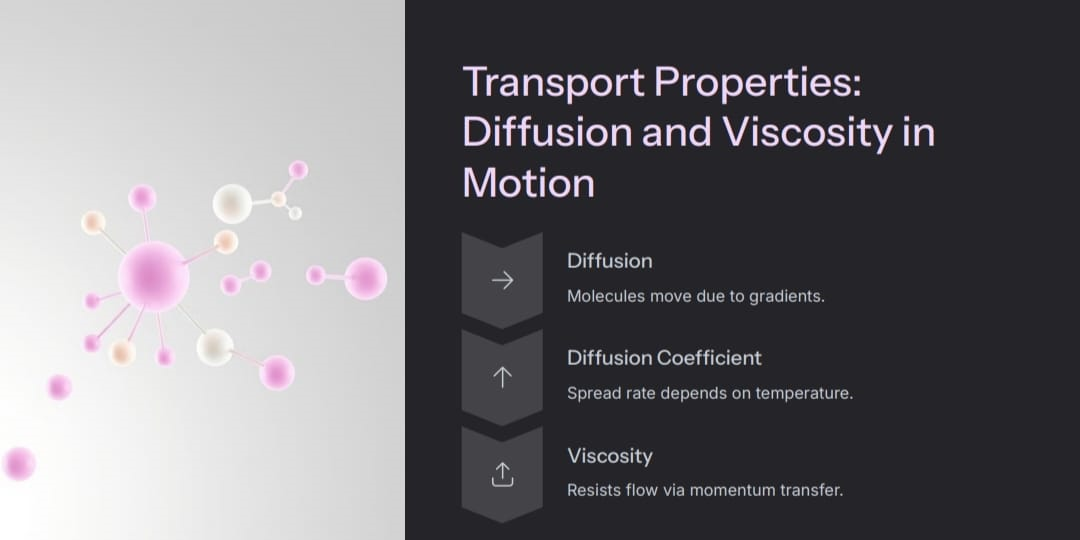 Transport Properties:
Diffusion and Viscosity in
Motion
Diffusion
Molecules move due to gradients.
Diffusion Coefficient
Spread rate depends on temperature.
Viscosity
Resists flow via momentum transfer.